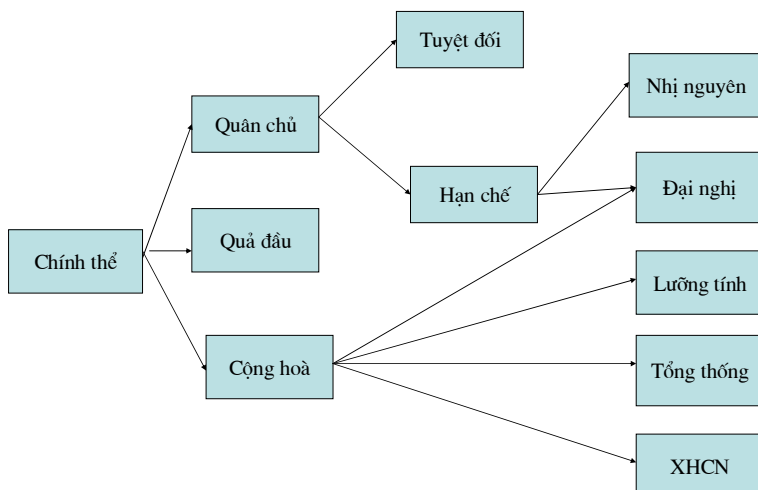 Tuyệt đối
Nhị nguyên
Quân chủ
Hạn chế
Đại nghị
Chính thể
Quả đầu
Lưỡng tính
Cộng hoà
Tổng thống
XHCN